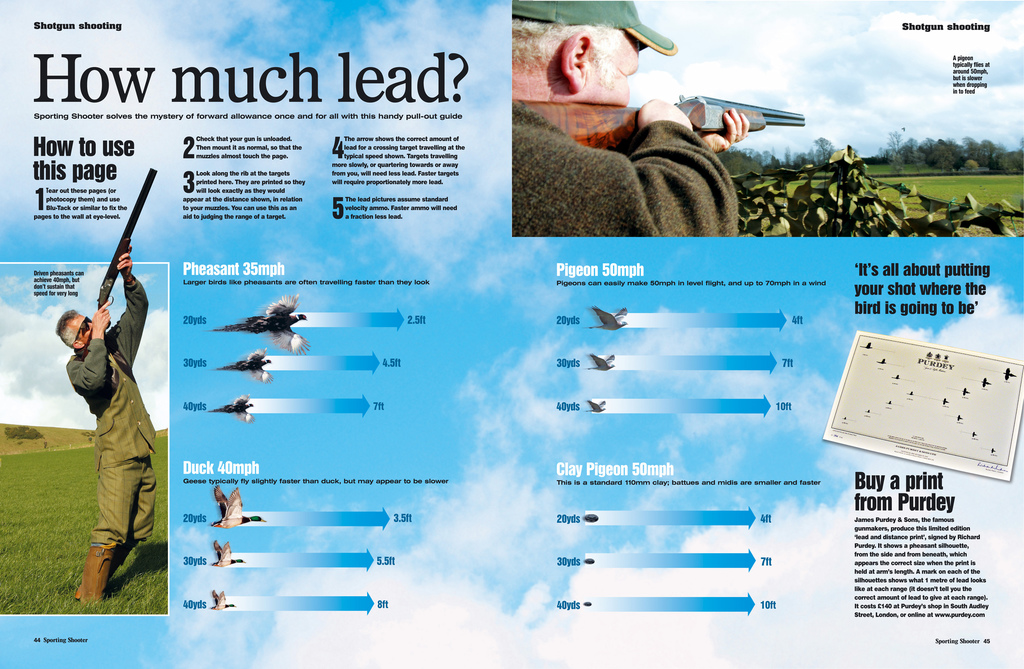 Shotgun shooting
How much lead?
Sporting Shooter solves the mystery of forward allowance once and for all with this handy pull-out guide
How to use
this page
1 Tear out these pages (or
photocopy them) and use
Blu-Tack or similar to fix the
pages to the wall at eye-level.
2 Check that your gun is unloaded.
Then mount it as normal, so that the
muzzles almost touch the page.
3 Look along the rib at the targets
printed here. They are printed so they
will look exactly as they would
appear at the distance shown, in relation
to your muzzles. You can use this as an
aid to judging the range of a target.
4 The arrow shows the correct amount of
lead for a crossing target travelling at the
typical speed shown. Targets travelling
more slowly, or quartering towards or away
from you, will need less lead. Faster targets
will require proportionately more lead.
5 The lead pictures assume standard
velocity ammo. Faster ammo will need
a fraction less lead.
Driven pheasants can
achieve 40mph, but
don't sustain that
speed for very long
Pheasant 35mph
Larger birds like pheasants are often travelling faster than they look
20yds 2.5ft
30yds 4.5ft
40yds 7ft
Duck 40mph
Geese typically fly slightly faster than duck, but may appear to be slower
20yds 3.5ft
30yds 5.5ft
40yds 8ft
44 Sporting Shooter
Shotgun shooting
A pigeon
typically flies at
around 50mph,
but is slower
when dropping
in to feed
Pigeon 50mph
Pigeons can easily make 50mph in level flight, and up to 70mph in a wind
20yds 4ft
30yds 7ft
40yds 10ft
Clay Pigeon 50mph
This is a standard 110mm clay; battues and midis are smaller and faster
20yds 4ft
30yds 7ft
40yds 10ft
'It's all about putting
your shot where the
bird is going to be'
PURDEY
Buy a print
from Purdey
James Purdey & Sons, the famous
gunmakers, produce this limited edition
'lead and distance print', signed by Richard
Purdey. It shows a pheasant silhouette,
from the side and from beneath, which
appears the correct size when the print is
held at arm's length. A mark on each of the
silhouettes shows what 1 metre of lead looks
like at each range (it doesn't tell you the
correct amount of lead to give at each range).
It costs £140 at Purdey's shop in South Audley
Street, London, or online at www.purdey.com
Sporting Shooter 45